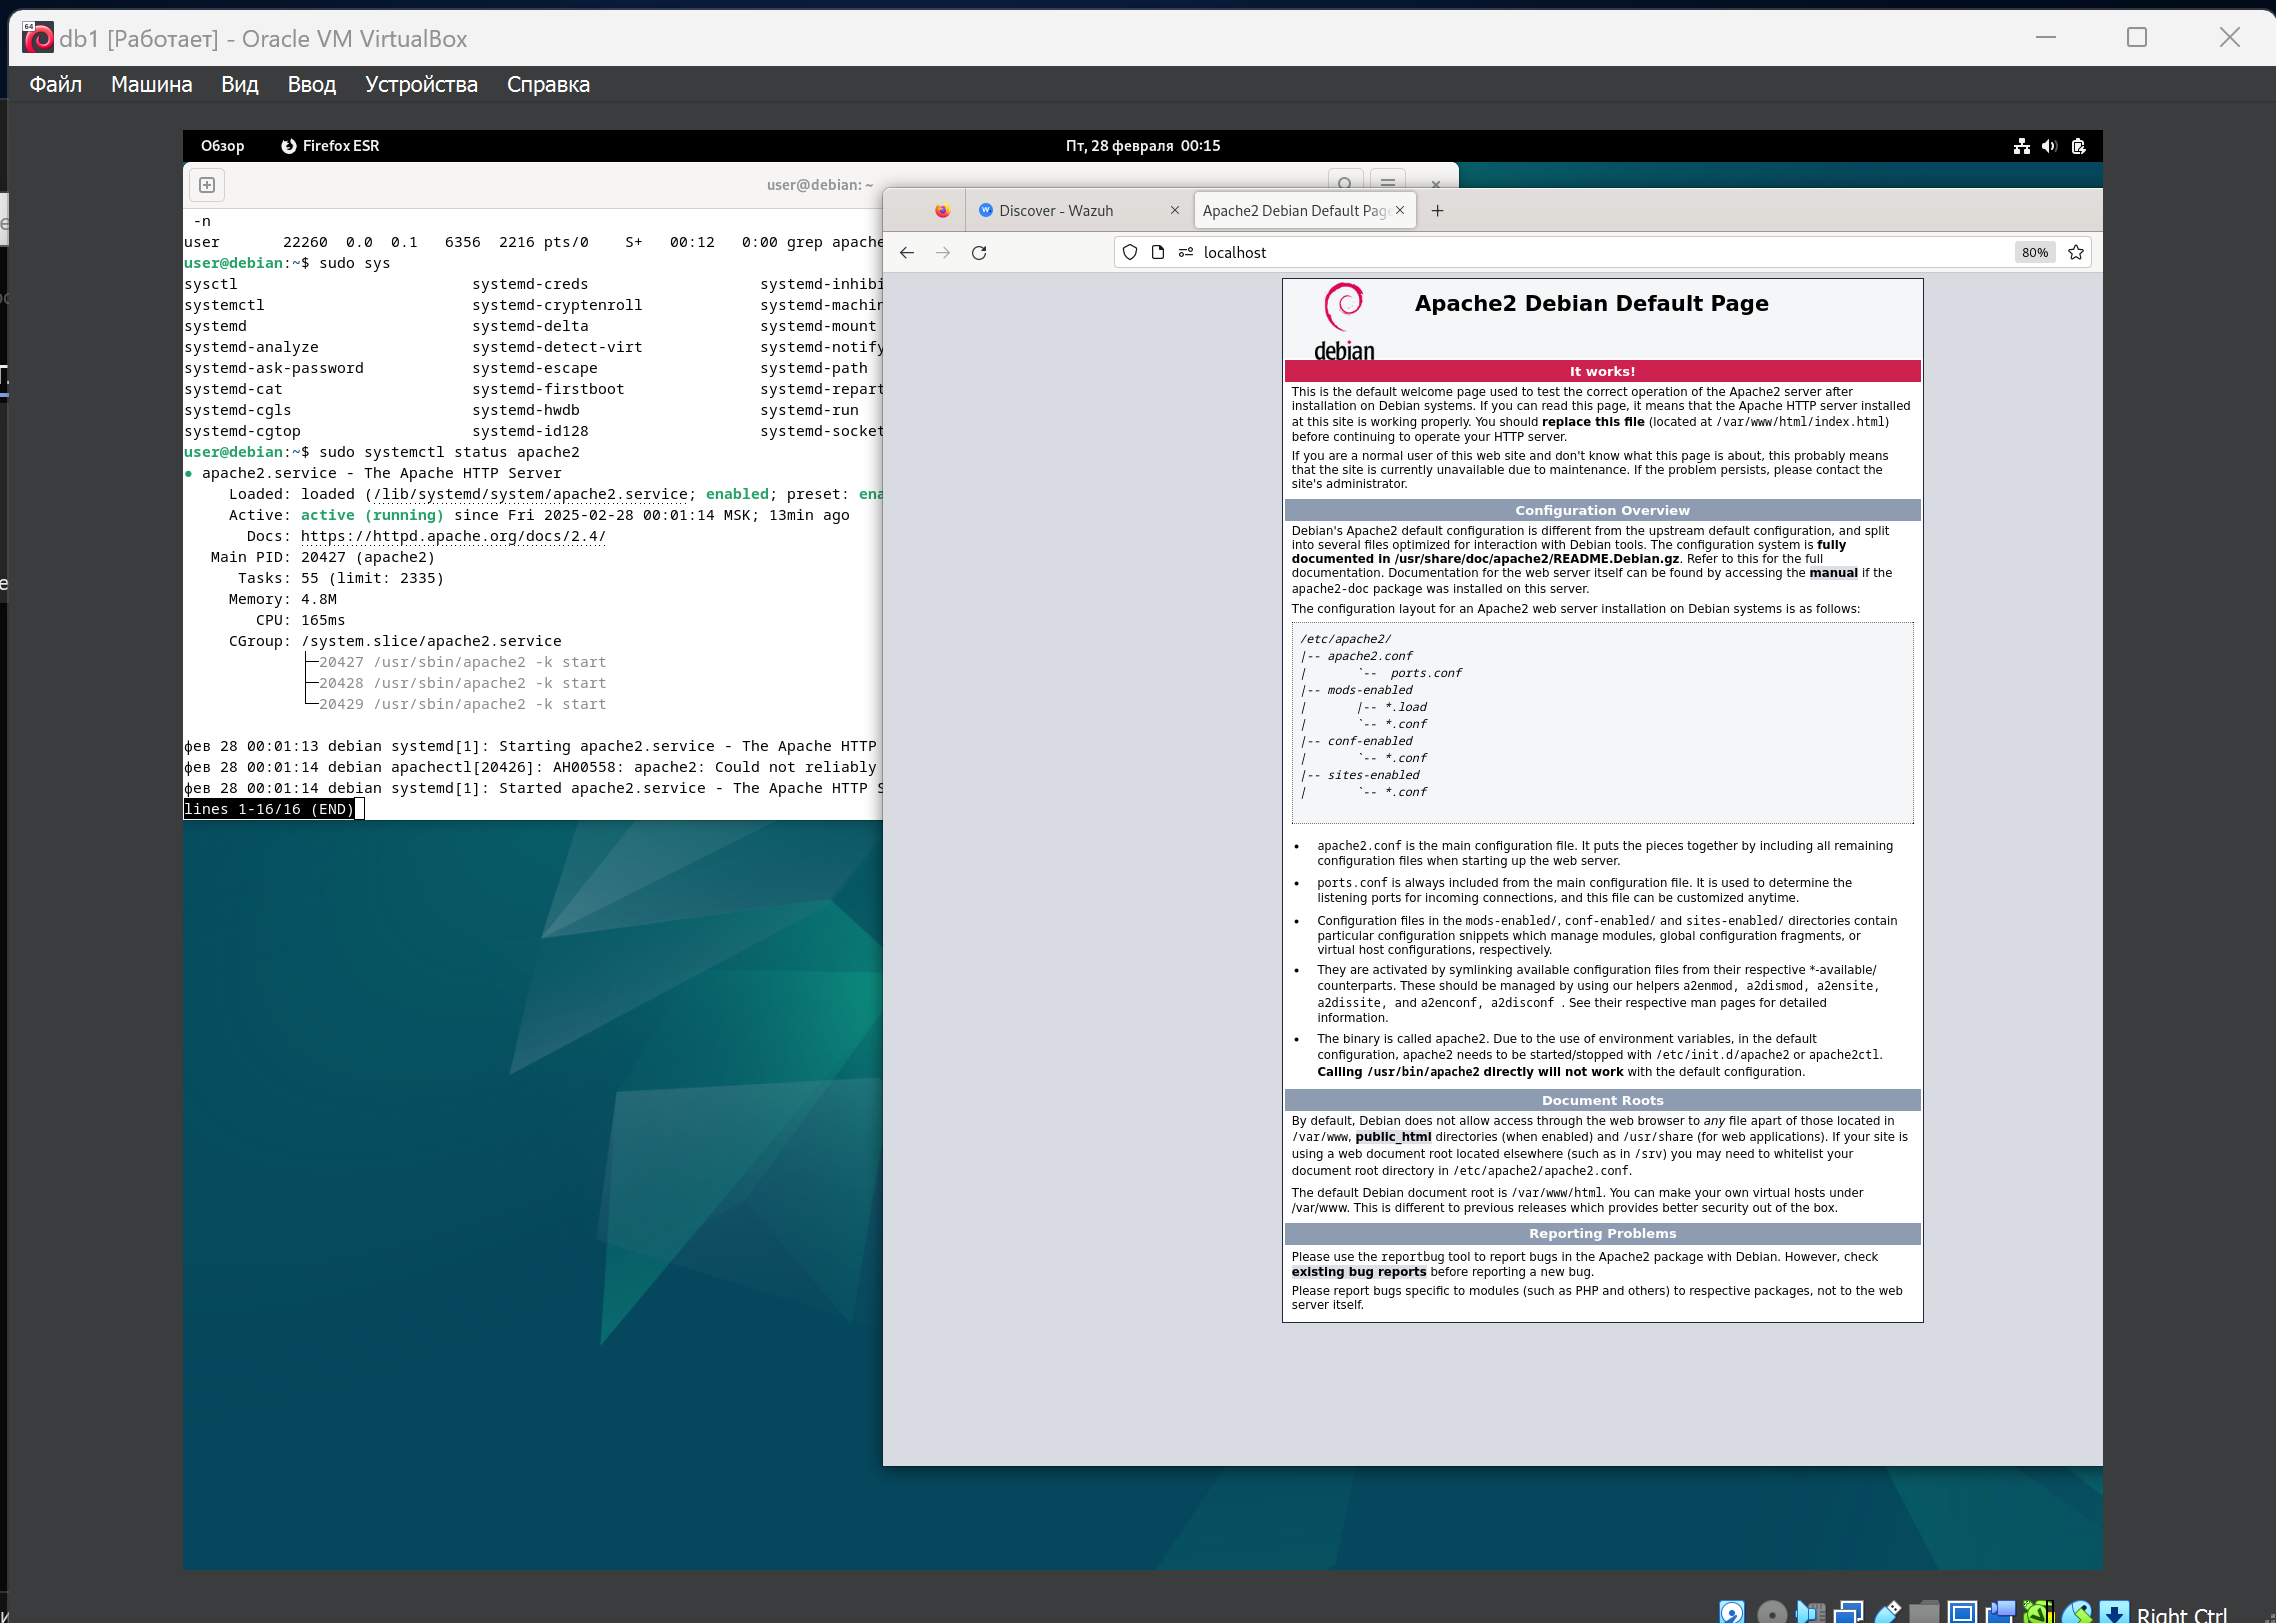 db1 [Работает] - Oracle VM VirtualBox
Файл Машина Вид Ввод Устройства Справка
Обзор Firefox ESR Пт, 28 февраля 00:15
user@debian: ~
-n
user 22260 0.0 0.1 6356 2216 pts/0 S+ 00:12 0:00 grep apache
user@debian:~$ sudo sys
sysctl systemd-creds systemd-inhibi
systemctl systemd-cryptenroll systemd-machin
systemd systemd-delta systemd-mount
systemd-analyze systemd-detect-virt systemd-notify
systemd-ask-password systemd-escape systemd-path
systemd-cat systemd-firstboot systemd-repart
systemd-cgls systemd-hwdb systemd-run
systemd-cgtop systemd-id128 systemd-socket
user@debian:~$ sudo systemctl status apache2
● apache2.service - The Apache HTTP Server
Loaded: loaded (/lib/systemd/system/apache2.service; enabled; preset: ena
Active: active (running) since Fri 2025-02-28 00:01:14 MSK; 13min ago
Docs: https://httpd.apache.org/docs/2.4/
Main PID: 20427 (apache2)
Tasks: 55 (limit: 2335)
Memory: 4.8M
CPU: 165ms
CGroup: /system.slice/apache2.service
├─20427 /usr/sbin/apache2 -k start
├─20428 /usr/sbin/apache2 -k start
└─20429 /usr/sbin/apache2 -k start
фев 28 00:01:13 debian systemd[1]: Starting apache2.service - The Apache HTTP
фев 28 00:01:14 debian apachectl[20426]: AH00558: apache2: Could not reliably
фев 28 00:01:14 debian systemd[1]: Started apache2.service - The Apache HTTP S
lines 1-16/16 (END)
Discover - Wazuh
Apache2 Debian Default Page
localhost
80%
debian
Apache2 Debian Default Page
It works!
This is the default welcome page used to test the correct operation of the Apache2 server after
installation on Debian systems. If you can read this page, it means that the Apache HTTP server installed
at this site is working properly. You should replace this file (located at /var/www/html/index.html)
before continuing to operate your HTTP server.
If you are a normal user of this web site and don't know what this page is about, this probably means
that the site is currently unavailable due to maintenance. If the problem persists, please contact the
site's administrator.
Configuration Overview
Debian's Apache2 default configuration is different from the upstream default configuration, and split
into several files optimized for interaction with Debian tools. The configuration system is fully
documented in /usr/share/doc/apache2/README.Debian.gz. Refer to this for the full
documentation. Documentation for the web server itself can be found by accessing the manual if the
apache2-doc package was installed on this server.
The configuration layout for an Apache2 web server installation on Debian systems is as follows:
/etc/apache2/
|-- apache2.conf
| `-- ports.conf
|-- mods-enabled
| |-- *.load
| `-- *.conf
|-- conf-enabled
| `-- *.conf
|-- sites-enabled
| `-- *.conf
• apache2.conf is the main configuration file. It puts the pieces together by including all remaining
configuration files when starting up the web server.
• ports.conf is always included from the main configuration file. It is used to determine the
listening ports for incoming connections, and this file can be customized anytime.
• Configuration files in the mods-enabled/, conf-enabled/ and sites-enabled/ directories contain
particular configuration snippets which manage modules, global configuration fragments, or
virtual host configurations, respectively.
• They are activated by symlinking available configuration files from their respective *-available/
counterparts. These should be managed by using our helpers a2enmod, a2dismod, a2ensite,
a2dissite, and a2enconf, a2disconf . See their respective man pages for detailed
information.
• The binary is called apache2. Due to the use of environment variables, in the default
configuration, apache2 needs to be started/stopped with /etc/init.d/apache2 or apache2ctl.
Calling /usr/bin/apache2 directly will not work with the default configuration.
Document Roots
By default, Debian does not allow access through the web browser to any file apart of those located in
/var/www, public_html directories (when enabled) and /usr/share (for web applications). If your site is
using a web document root located elsewhere (such as in /srv) you may need to whitelist your
document root directory in /etc/apache2/apache2.conf.
The default Debian document root is /var/www/html. You can make your own virtual hosts under
/var/www. This is different to previous releases which provides better security out of the box.
Reporting Problems
Please use the reportbug tool to report bugs in the Apache2 package with Debian. However, check
existing bug reports before reporting a new bug.
Please report bugs specific to modules (such as PHP and others) to respective packages, not to the web
server itself.
Right Ctrl